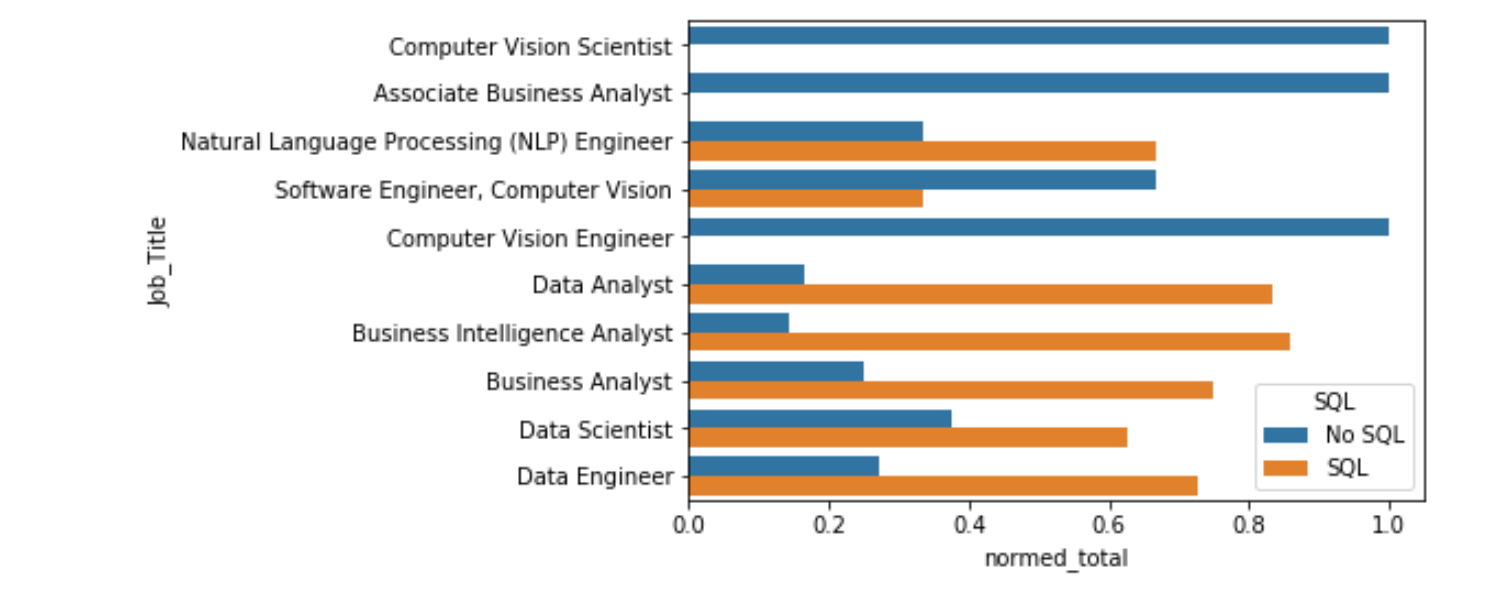 Computer Vision Scientist
Associate Business Analyst
Natural Language Processing (NLP) Engineer
Software Engineer, Computer Vision
Computer Vision Engineer
Data Analyst
Business Intelligence Analyst
Business Analyst
Data Scientist
Data Engineer
Job_Title
SQL
No SQL
SQL
0.0 0.2 0.4 0.6 0.8 1.0
normed_total